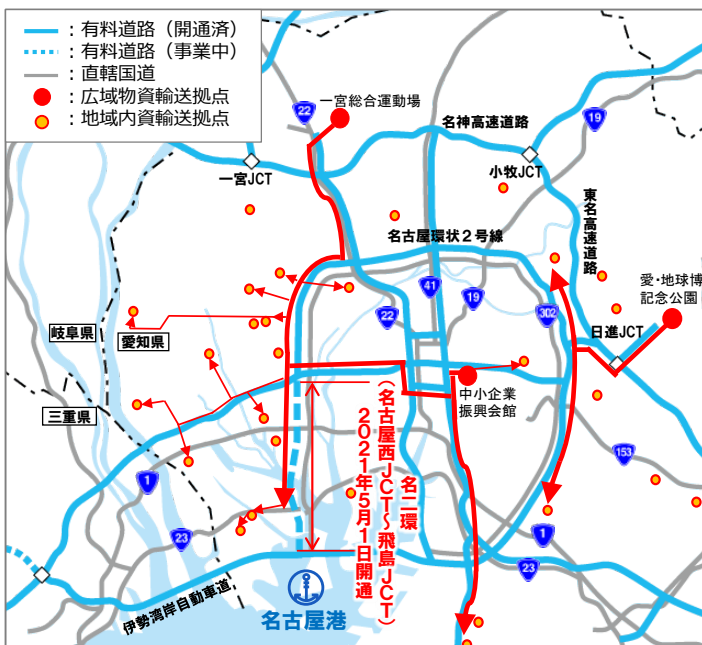 ：有料道路（開通済）
：有料道路（事業中）
：直轄国道
：広域物資輸送拠点
：地域内資輸送拠点
一宮総合運動場
22
19
名神高速道路
一宮JCT
小牧JCT
東名高速道路
名古屋環状２号線
愛･地球博
記念公園
41
19
22
302
日進JCT
岐阜県
愛知県
三重県
中小企業
振興会館
名二環
（名古屋西JCT～飛島JCT）
2021年5月1日開通
153
1
23
1
23
伊勢湾岸自動車道
名古屋港